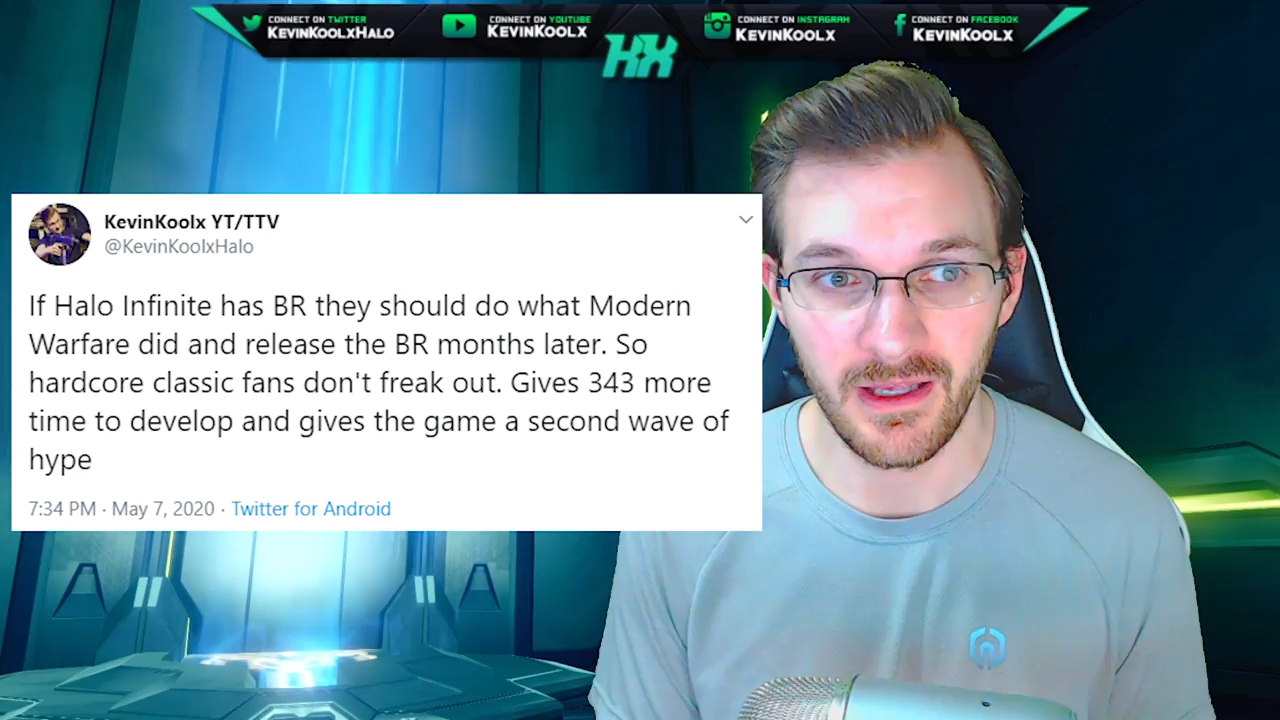 CONNECT ON TWITTER
KEVINKOOLXHALO
CONNECT ON YOUTUBE
KEVINKOOLX
CONNECT ON INSTAGRAM
KEVINKOOLX
CONNECT ON FACEBOOK
KEVINKOOLX
KX
KevinKoolx YT/TTV
@KevinKoolxHalo
If Halo Infinite has BR they should do what Modern
Warfare did and release the BR months later. So
hardcore classic fans don't freak out. Gives 343 more
time to develop and gives the game a second wave of
hype
7:34 PM · May 7, 2020 · Twitter for Android